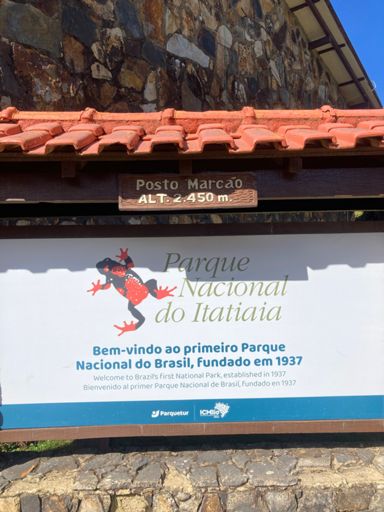 Posto Marcão
ALT. 2.450 m.
Parque
Nacional
do Itatiaia
Bem-vindo ao primeiro Parque
Nacional do Brasil, fundado em 1937
Welcome to Brazil's first National Park, established in 1937
Bienvenido al primer Parque Nacional de Brasil, fundado en 1937
Parquetur
ICMBio